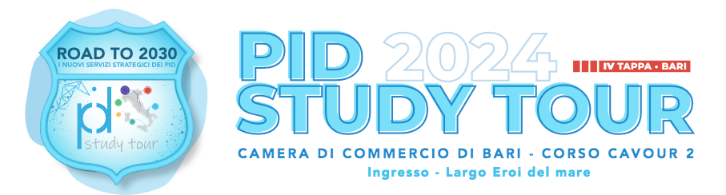 ROAD TO 2030
I NUOVI SERVIZI STRATEGICI DEI PID
pid
study tour
PID 2024
IV TAPPA • BARI
STUDY TOUR
CAMERA DI COMMERCIO DI BARI - CORSO CAVOUR 2
Ingresso - Largo Eroi del mare